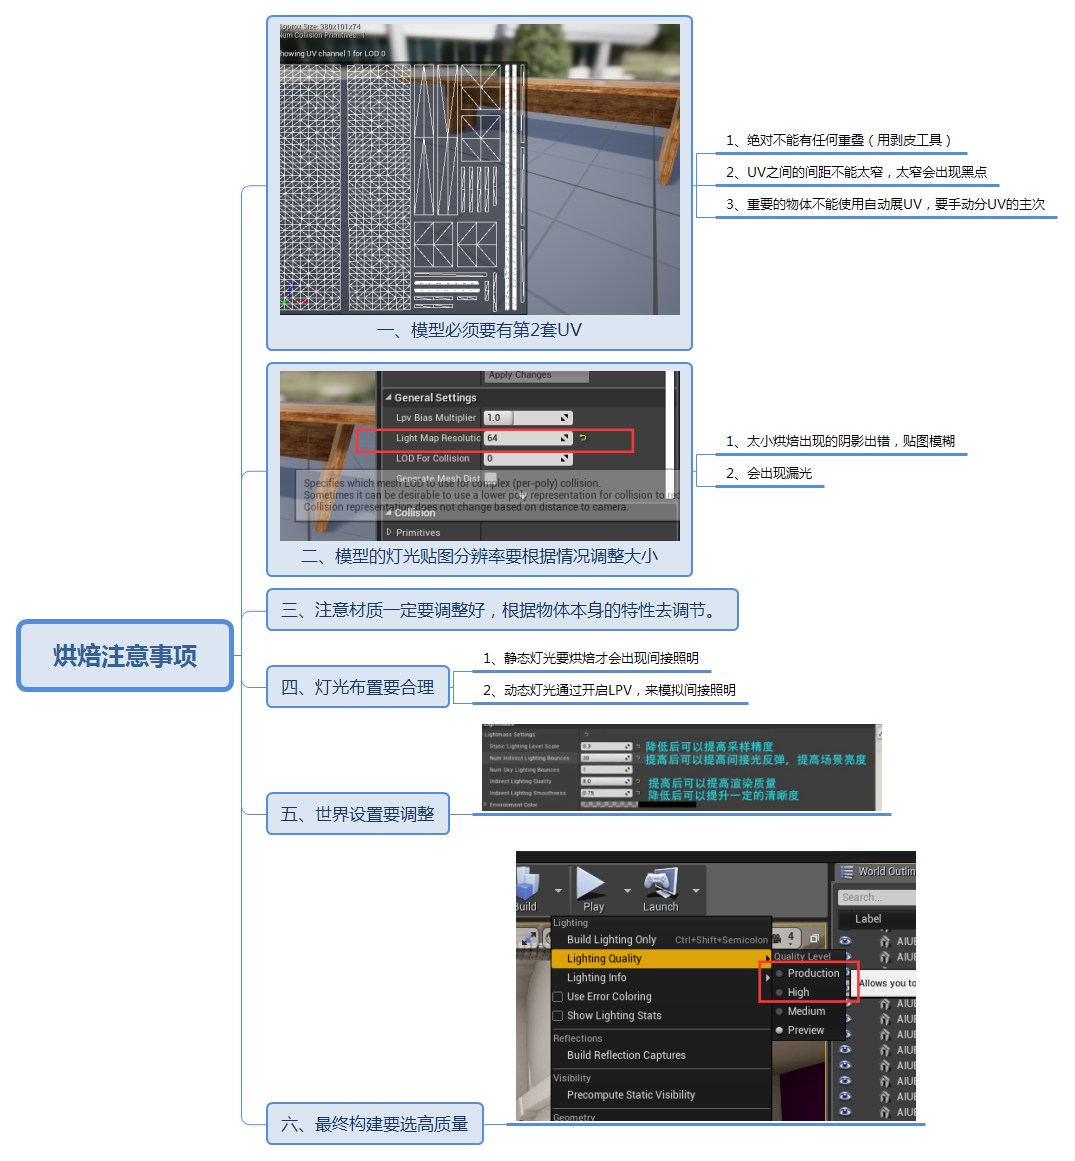 Approx Size: 380x101x74
Num Collision Primitives: 1
howing UV channel 1 for LOD 0
一、模型必须要有第2套UV
1、绝对不能有任何重叠（用剥皮工具）
2、UV之间的间距不能太窄，太窄会出现黑点
3、重要的物体不能使用自动展UV，要手动分UV的主次
Apply Changes
General Settings
Lpv Bias Multiplier 1.0
Light Map Resolutic 64
LOD For Collision 0
Generate Mesh Dist
Specifies which mesh LOD to use for complex (per-poly) collision.
Sometimes it can be desirable to use a lower poly representation for collision to rec
Collision representation does not change based on distance to camera.
Collision
Primitives
二、模型的灯光贴图分辨率要根据情况调整大小
1、太小烘焙出现的阴影出错，贴图模糊
2、会出现漏光
三、注意材质一定要调整好，根据物体本身的特性去调节。
烘焙注意事项
四、灯光布置要合理
1、静态灯光要烘焙才会出现间接照明
2、动态灯光通过开启LPV，来模拟间接照明
Lightmass Settings
Static Lighting Level Scale 0.3 降低后可以提高采样精度
Num Indirect Lighting Bounces 20 提高后可以提高间接光反弹，提高场景亮度
Num Sky Lighting Bounces 1
Indirect Lighting Quality 8.0 提高后可以提高渲染质量
Indirect Lighting Smoothness 0.75 降低后可以提升一定的清晰度
Environment Color
五、世界设置要调整
Build Play Launch
World Outlin
Search...
Label
Lighting
Build Lighting Only Ctrl+Shift+Semicolon 4
Lighting Quality
Quality Level
Lighting Info
Production
High
Medium
Preview
Allows you to
Use Error Coloring
Show Lighting Stats
Reflections
Build Reflection Captures
Visibility
Precompute Static Visibility
Geometry
AIUE
AIUE
AIUE
AIUE
AIUE
AIUE
AIUE
AIUE
AIUE
AIUE
六、最终构建要选高质量